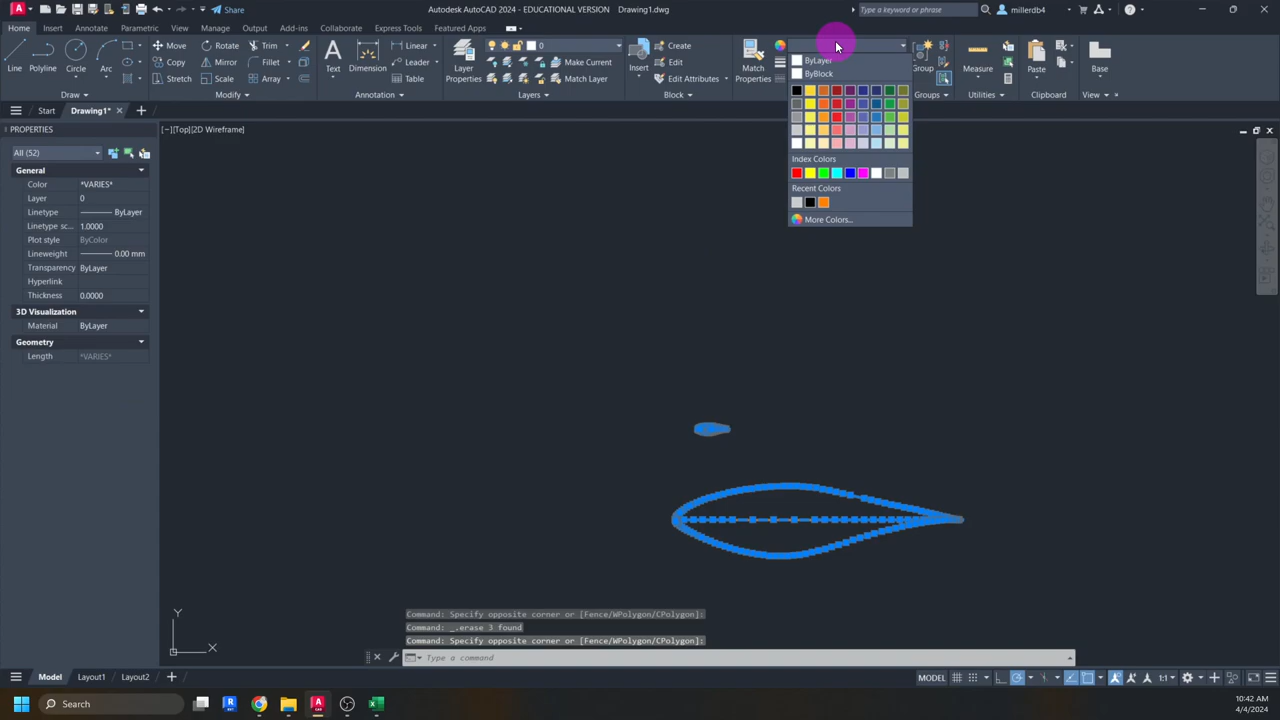 Share
Autodesk AutoCAD 2024 - EDUCATIONAL VERSION Drawing1.dwg
Type a keyword or phrase
millerdb4
Home Insert Annotate Parametric View Manage Output Add-ins Collaborate Express Tools Featured Apps
Line Polyline Circle Arc
Move Rotate Trim
Copy Mirror Fillet
Stretch Scale Array
Text Dimension
Linear
Leader
Table
Layer Properties
0
Make Current
Match Layer
Insert
Create
Edit
Edit Attributes
Match Properties
Group
Measure
Paste
Base
Draw Modify Annotation Layers Block Groups Utilities Clipboard View
ByLayer
ByBlock
Index Colors
Recent Colors
More Colors...
Start Drawing1*
PROPERTIES
[−][Top][2D Wireframe]
All (52)
General
Color *VARIES*
Layer 0
Linetype ByLayer
Linetype sc... 1.0000
Plot style ByColor
Lineweight 0.00 mm
Transparency ByLayer
Hyperlink
Thickness 0.0000
3D Visualization
Material ByLayer
Geometry
Length *VARIES*
Y
X
Command: Specify opposite corner or [Fence/WPolygon/CPolygon]:
Command: _.erase 3 found
Command: Specify opposite corner or [Fence/WPolygon/CPolygon]:
Type a command
Model Layout1 Layout2
MODEL
1:1
Search
10:42 AM
4/4/2024